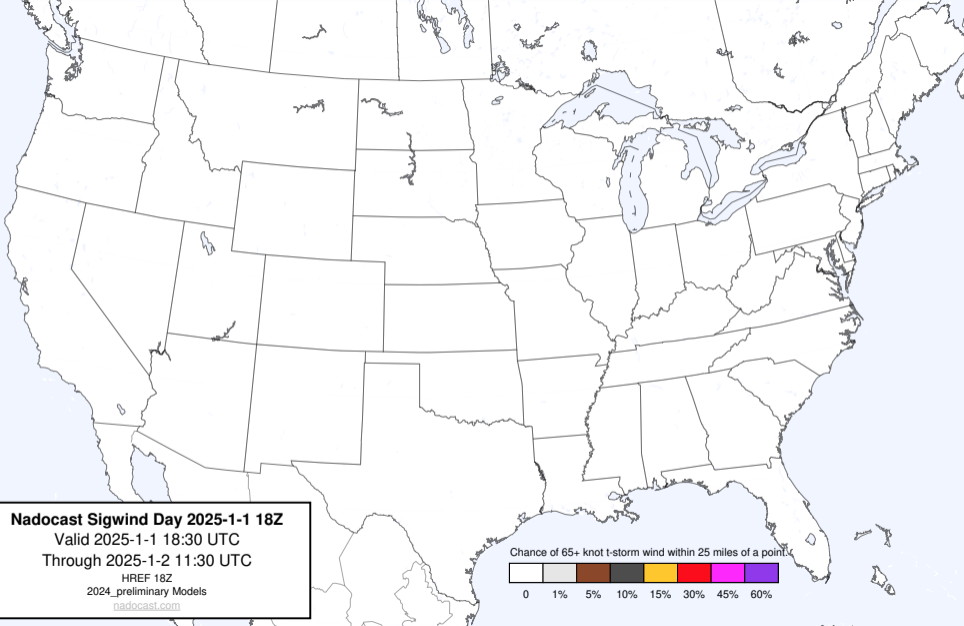 Nadocast Sigwind Day 2025-1-1 18Z
Valid 2025-1-1 18:30 UTC
Through 2025-1-2 11:30 UTC
HREF 18Z
2024_preliminary Models
nadocast.com
Chance of 65+ knot t-storm wind within 25 miles of a point.
0 1% 5% 10% 15% 30% 45% 60%